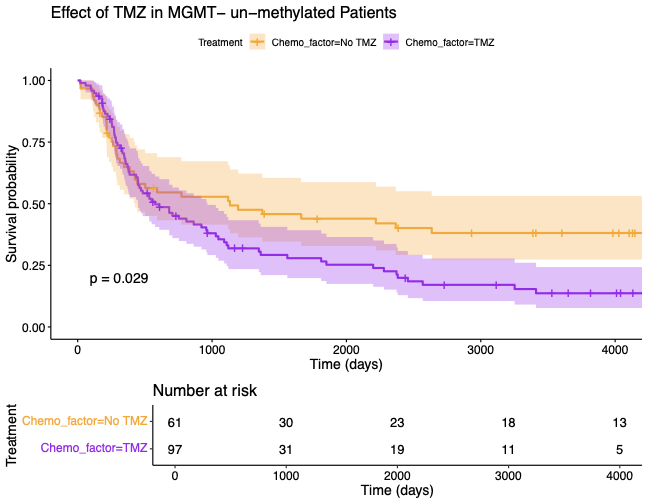 Effect of TMZ in MGMT- un-methylated Patients
Treatment Chemo_factor=No TMZ Chemo_factor=TMZ
Survival probability
1.00
0.75
0.50
0.25
0.00
p = 0.029
0 1000 2000 3000 4000
Time (days)
Number at risk
Treatment
Chemo_factor=No TMZ 61 30 23 18 13
Chemo_factor=TMZ 97 31 19 11 5
0 1000 2000 3000 4000
Time (days)